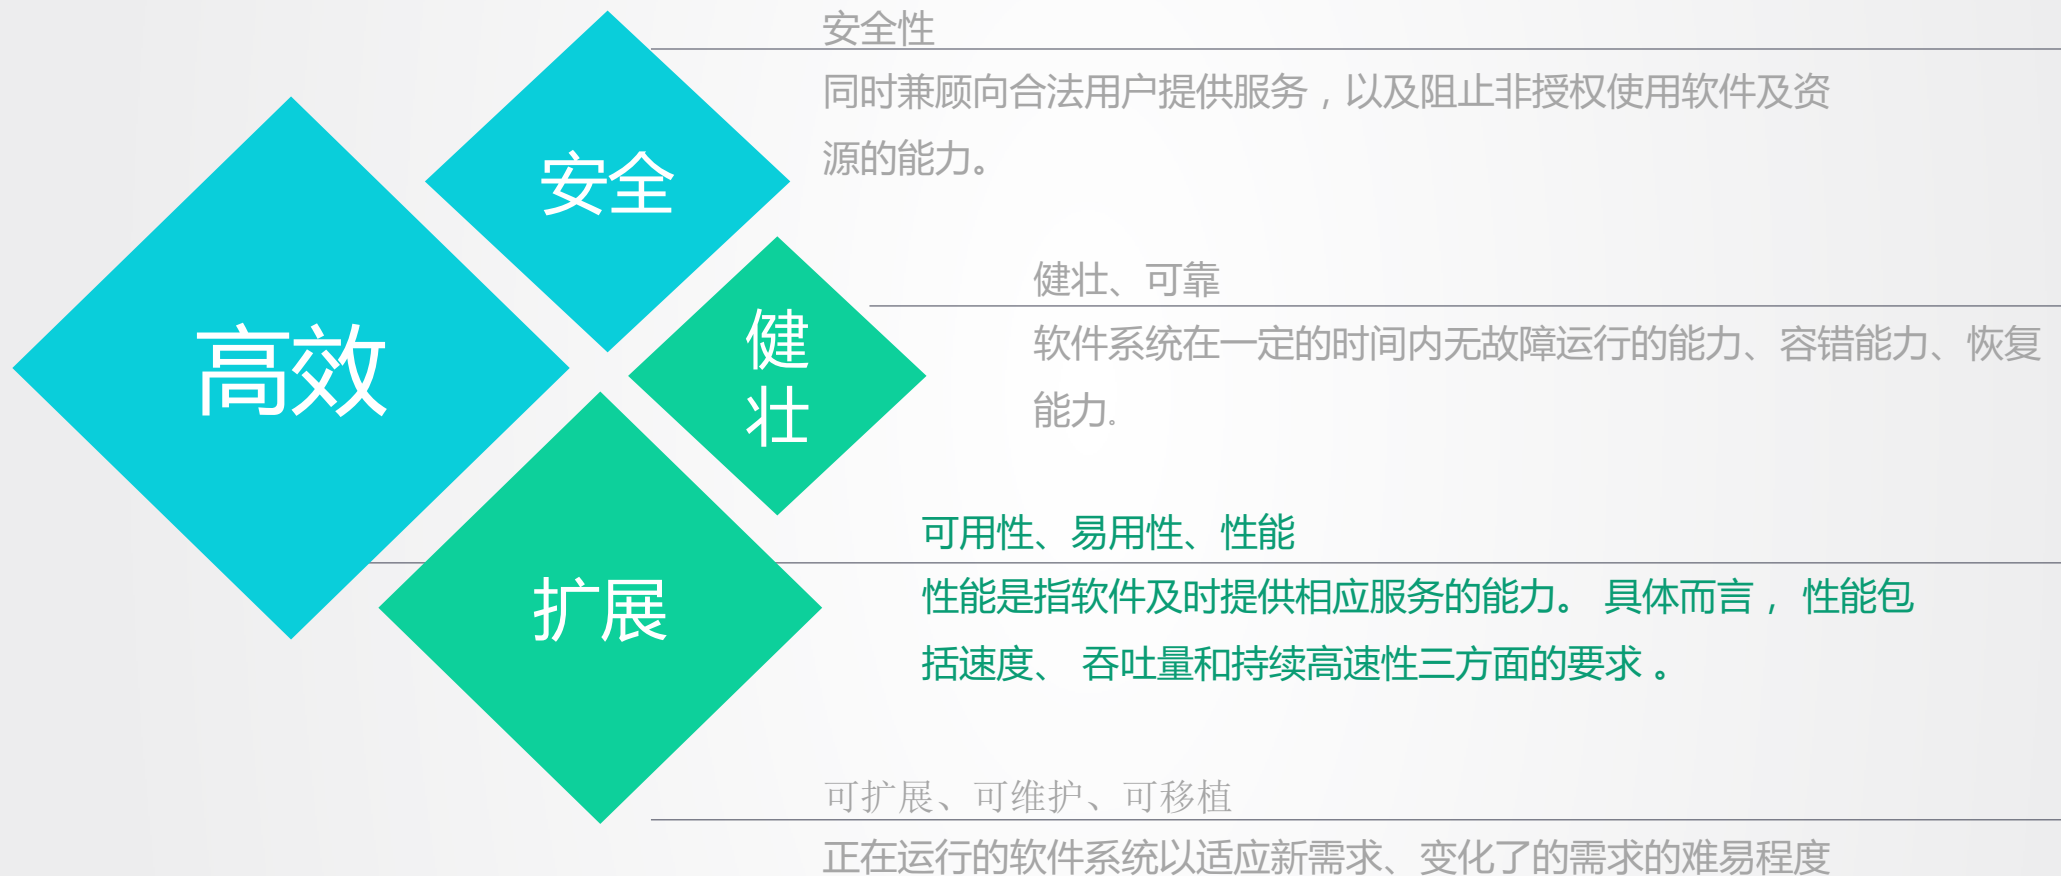 高效
安全
健
壮
扩展
安全性
同时兼顾向合法用户提供服务，以及阻止非授权使用软件及资
源的能力。
健壮、可靠
软件系统在一定的时间内无故障运行的能力、容错能力、恢复
能力.。
可用性、易用性、性能
性能是指软件及时提供相应服务的能力。 具体而言， 性能包
括速度、 吞吐量和持续高速性三方面的要求 。
可扩展、可维护、可移植
正在运行的软件系统以适应新需求、变化了的需求的难易程度